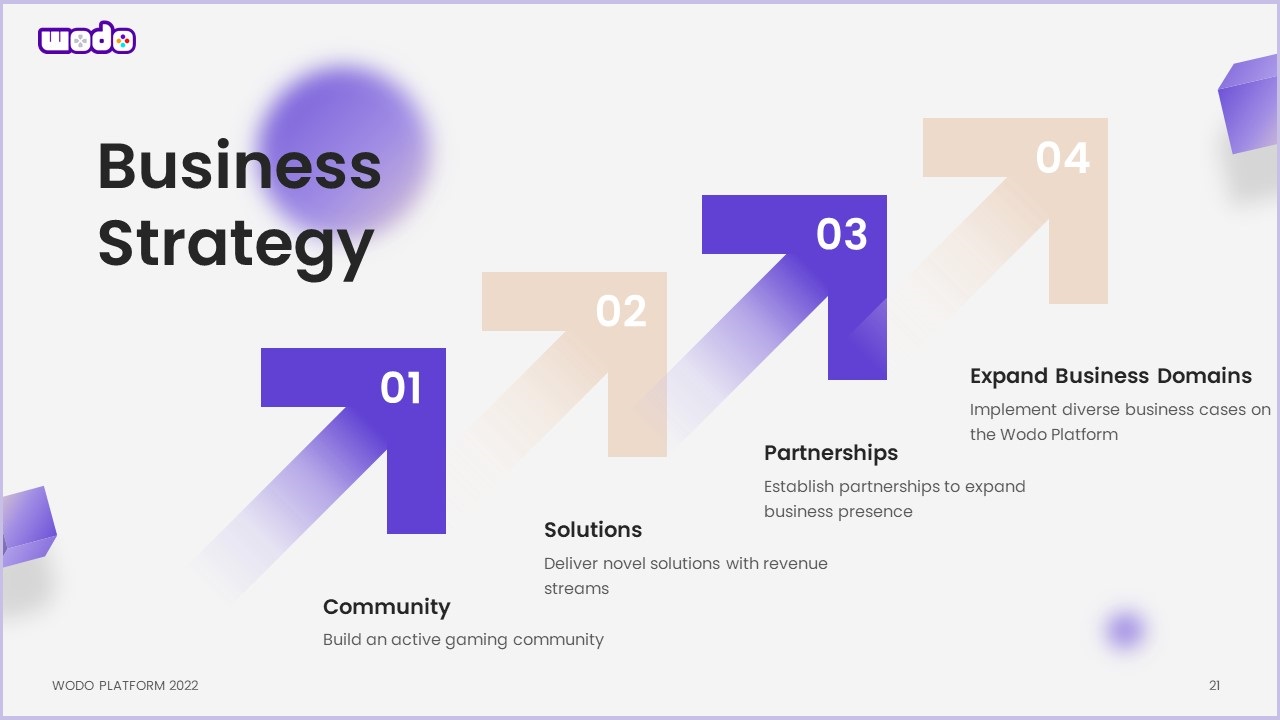 wodo
Business
Strategy
01
02
03
04
Community
Build an active gaming community
Solutions
Deliver novel solutions with revenue
streams
Partnerships
Establish partnerships to expand
business presence
Expand Business Domains
Implement diverse business cases on
the Wodo Platform
WODO PLATFORM 2022
21